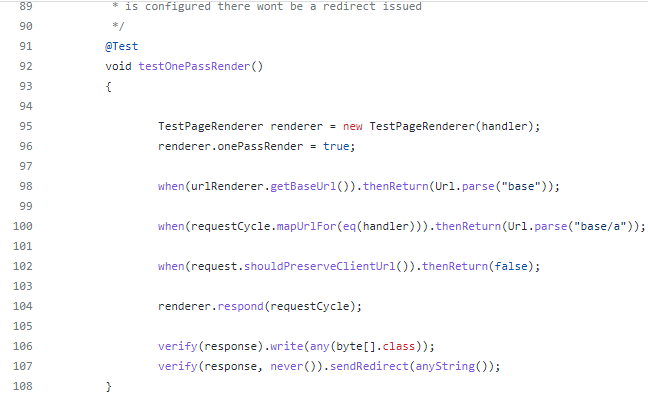 89 * is configured there wont be a redirect issued
90 */
91 @Test
92 void testOnePassRender()
93 {
94
95 TestPageRenderer renderer = new TestPageRenderer(handler);
96 renderer.onePassRender = true;
97
98 when(urlRenderer.getBaseUrl()).thenReturn(Url.parse("base"));
99
100 when(requestCycle.mapUrlFor(eq(handler))).thenReturn(Url.parse("base/a"));
101
102 when(request.shouldPreserveClientUrl()).thenReturn(false);
103
104 renderer.respond(requestCycle);
105
106 verify(response).write(any(byte[].class));
107 verify(response, never()).sendRedirect(anyString());
108 }